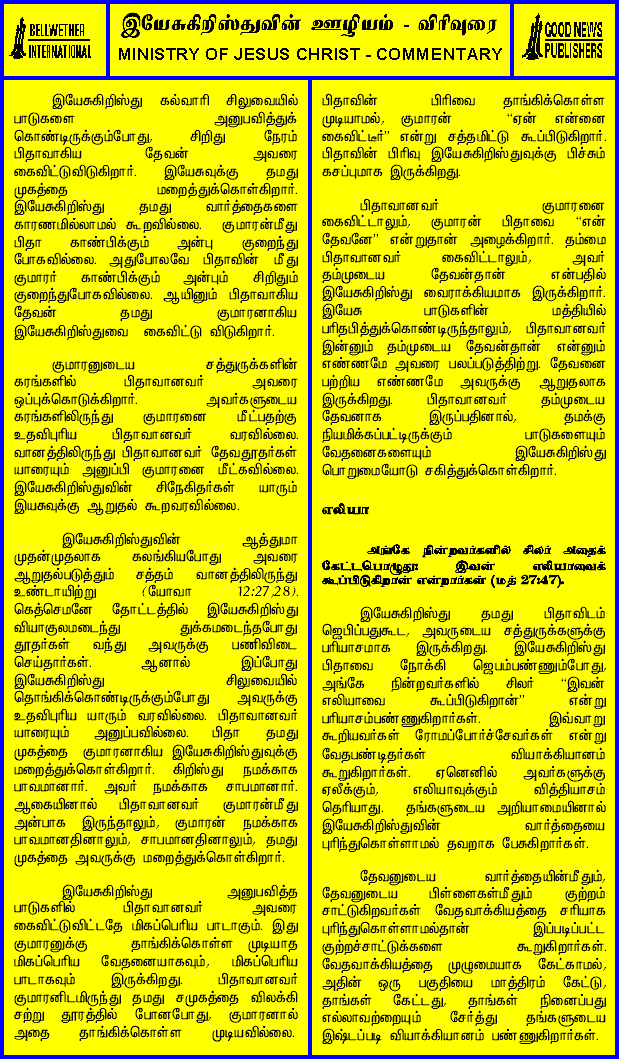 BELLWETHER
INTERNATIONAL
இயேசுகிறிஸ்துவின் ஊழியம் - விரிவுரை
MINISTRY OF JESUS CHRIST - COMMENTARY
GOOD NEWS
PUBLISHERS
இயேசுகிறிஸ்து கல்வாரி சிலுவையில்
பாடுகளை அனுபவித்துக்
கொண்டிருக்கும்போது, சிறிது நேரம்
பிதாவாகிய தேவன் அவரை
கைவிட்டுவிடுகிறார். இயேசுவுக்கு தமது
முகத்தை மறைத்துக்கொள்கிறார்.
இயேசுகிறிஸ்து தமது வார்த்தைகளை
காரணமில்லாமல் கூறவில்லை. குமாரன்மீது
பிதா காண்பிக்கும் அன்பு குறைந்து
போகவில்லை. அதுபோலவே பிதாவின் மீது
குமாரர் காண்பிக்கும் அன்பும் சிறிதும்
குறைந்துபோகவில்லை. ஆயினும் பிதாவாகிய
தேவன் தமது குமாரனாகிய
இயேசுகிறிஸ்துவை கைவிட்டு விடுகிறார்.
குமாரனுடைய சத்துருக்களின்
கரங்களில் பிதாவானவர் அவரை
ஒப்புக்கொடுக்கிறார். அவர்களுடைய
கரங்களிலிருந்து குமாரனை மீட்பதற்கு
உதவிபுரிய பிதாவானவர் வரவில்லை.
வானத்திலிருந்து பிதாவானவர் தேவதூதர்கள்
யாரையும் அனுப்பி குமாரனை மீட்கவில்லை.
இயேசுகிறிஸ்துவின் சிநேகிதர்கள் யாரும்
இயசுவுக்கு ஆறுதல் கூறவரவில்லை.
இயேசுகிறிஸ்துவின் ஆத்துமா
முதன்முதலாக கலங்கியபோது அவரை
ஆறுதல்படுத்தும் சத்தம் வானத்திலிருந்து
உண்டாயிற்று (யோவா 12:27,28).
கெத்செமனே தோட்டத்தில் இயேசுகிறிஸ்து
வியாகுலமடைந்து துக்கமடைந்தபோது
தூதர்கள் வந்து அவருக்கு பணிவிடை
செய்தார்கள். ஆனால் இப்போது
இயேசுகிறிஸ்து சிலுவையில்
தொங்கிக்கொண்டிருக்கும்போது அவருக்கு
உதவிபுரிய யாரும் வரவில்லை. பிதாவானவர்
யாரையும் அனுப்பவில்லை. பிதா தமது
முகத்தை குமாரனாகிய இயேசுகிறிஸ்துவுக்கு
மறைத்துக்கொள்கிறார். கிறிஸ்து நமக்காக
பாவமானார். அவர் நமக்காக சாபமானார்.
ஆகையினால் பிதாவானவர் குமாரன்மீது
அன்பாக இருந்தாலும், குமாரன் நமக்காக
பாவமானதினாலும், சாபமானதினாலும், தமது
முகத்தை அவருக்கு மறைத்துக்கொள்கிறார்.
இயேசுகிறிஸ்து அனுபவித்த
பாடுகளில் பிதாவானவர் அவரை
கைவிட்டுவிட்டதே மிகப்பெரிய பாடாகும். இது
குமாரனுக்கு தாங்கிக்கொள்ள முடியாத
மிகப்பெரிய வேதனையாகவும், மிகப்பெரிய
பாடாகவும் இருக்கிறது. பிதாவானவர்
குமாரனிடமிருந்து தமது சமுகத்தை விலக்கி
சற்று தூரத்தில் போனபோது, குமாரனால்
அதை தாங்கிக்கொள்ள முடியவில்லை.
பிதாவின் பிரிவை தாங்கிக்கொள்ள
முடியாமல், குமாரன் “ஏன் என்னை
கைவிட்டீர்” என்று சத்தமிட்டு கூப்பிடுகிறார்.
பிதாவின் பிரிவு இயேசுகிறிஸ்துவுக்கு பிச்சும்
கசப்புமாக இருக்கிறது.
பிதாவானவர் குமாரனை
கைவிட்டாலும், குமாரன் பிதாவை “என்
தேவனே” என்றுதான் அழைக்கிறார். தம்மை
பிதாவானவர் கைவிட்டாலும், அவர்
தம்முடைய தேவன்தான் என்பதில்
இயேசுகிறிஸ்து வைராக்கியமாக இருக்கிறார்.
இயேசு பாடுகளின் மத்தியில்
பரிதபித்துக்கொண்டிருந்தாலும், பிதாவானவர்
இன்னும் தம்முடைய தேவன்தான் என்னும்
எண்ணமே அவரை பலப்படுத்திற்று. தேவனை
பற்றிய எண்ணமே அவருக்கு ஆறுதலாக
இருக்கிறது. பிதாவானவர் தம்முடைய
தேவனாக இருப்பதினால், தமக்கு
நியமிக்கப்பட்டிருக்கும் பாடுகளையும்
வேதனைகளையும் இயேசுகிறிஸ்து
பொறுமையோடு சகித்துக்கொள்கிறார்.
எலியா
அங்கே நின்றவர்களில் சிலர் அதைக்
கேட்டபொழுது: இவன் எலியாவைக்
கூப்பிடுகிறான் என்றார்கள் (மத் 27:47).
இயேசுகிறிஸ்து தமது பிதாவிடம்
ஜெபிப்பதுகூட, அவருடைய சத்துருக்களுக்கு
பரியாசமாக இருக்கிறது. இயேசுகிறிஸ்து
பிதாவை நோக்கி ஜெபம்பண்ணும்போது,
அங்கே நின்றவர்களில் சிலர் “இவன்
எலியாவை கூப்பிடுகிறான்” என்று
பரியாசம்பண்ணுகிறார்கள். இவ்வாறு
கூறியவர்கள் ரோமப்போர்ச்சேவர்கள் என்று
வேதபண்டிதர்கள் வியாக்கியானம்
கூறுகிறார்கள். ஏனெனில் அவர்களுக்கு
ஏலீக்கும், எலியாவுக்கும் வித்தியாசம்
தெரியாது. தங்களுடைய அறியாமையினால்
இயேசுகிறிஸ்துவின் வார்த்தையை
புரிந்துகொள்ளாமல் தவறாக பேசுகிறார்கள்.
தேவனுடைய வார்த்தையின்மீதும்,
தேவனுடைய பிள்ளைகள்மீதும் குற்றம்
சாட்டுகிறவர்கள் வேதவாக்கியத்தை சரியாக
புரிந்துகொள்ளாமல்தான் இப்படிப்பட்ட
குற்றச்சாட்டுக்களை கூறுகிறார்கள்.
வேதவாக்கியத்தை முழுமையாக கேட்காமல்,
அதின் ஒரு பகுதியை மாத்திரம் கேட்டு,
தாங்கள் கேட்டது, தாங்கள் நினைப்பது
எல்லாவற்றையும் சேர்த்து தங்களுடைய
இஷ்டப்படி வியாக்கியானம் பண்ணுகிறார்கள்.